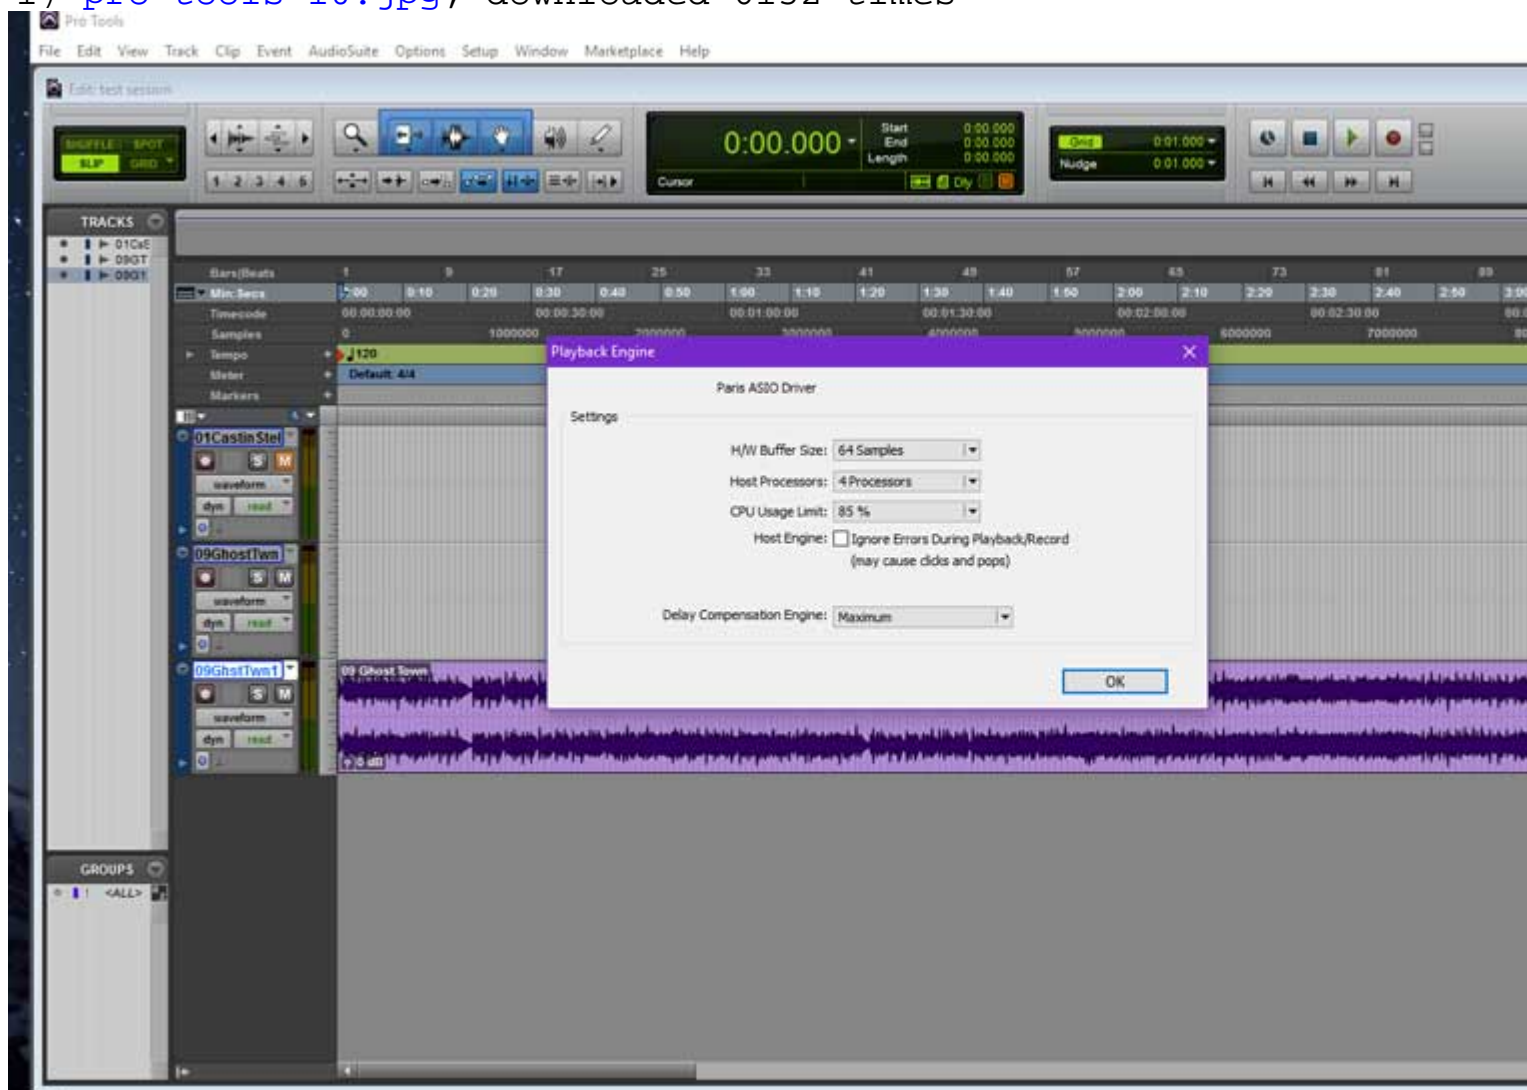 1) pro tools 10.jpg, downloaded 6152 times
Pro Tools
File Edit View Track Clip Event AudioSuite Options Setup Window Marketplace Help
Edit: test session
SHUFFLE SPOT
SLIP GRID
1 2 3 4 5
0:00.000
Start 0:00.000
End 0:00.000
Length 0:00.000
Cursor
Dly
Grid 0:01.000
Nudge 0:01.000
TRACKS
09GT
Bars|Beats 1 9 17 25 33 41 49 57 65 73 81 89
Min:Secs 0:10 0:20 0:30 0:40 0:50 1:00 1:10 1:20 1:30 1:40 1:50 2:00 2:10 2:20 2:30 2:40 2:50
Timecode 00:00:00:00 00:00:30:00 00:01:00:00 00:01:30:00 00:02:00:00 00:02:30:00
Samples 0 1000000 2000000 3000000 4000000 5000000 6000000 7000000
Tempo 120
Meter Default: 4/4
Markers
Playback Engine
Paris ASIO Driver
Settings
H/W Buffer Size: 64 Samples
Host Processors: 4 Processors
CPU Usage Limit: 85 %
Host Engine: Ignore Errors During Playback/Record
(may cause clicks and pops)
Delay Compensation Engine: Maximum
OK
01CastinStel
S M
waveform
dyn read
09GhostTwn
S M
waveform
dyn read
09GhstTwn1
S M
waveform
dyn read
09 Ghost Town
0 dB
GROUPS
! <ALL>